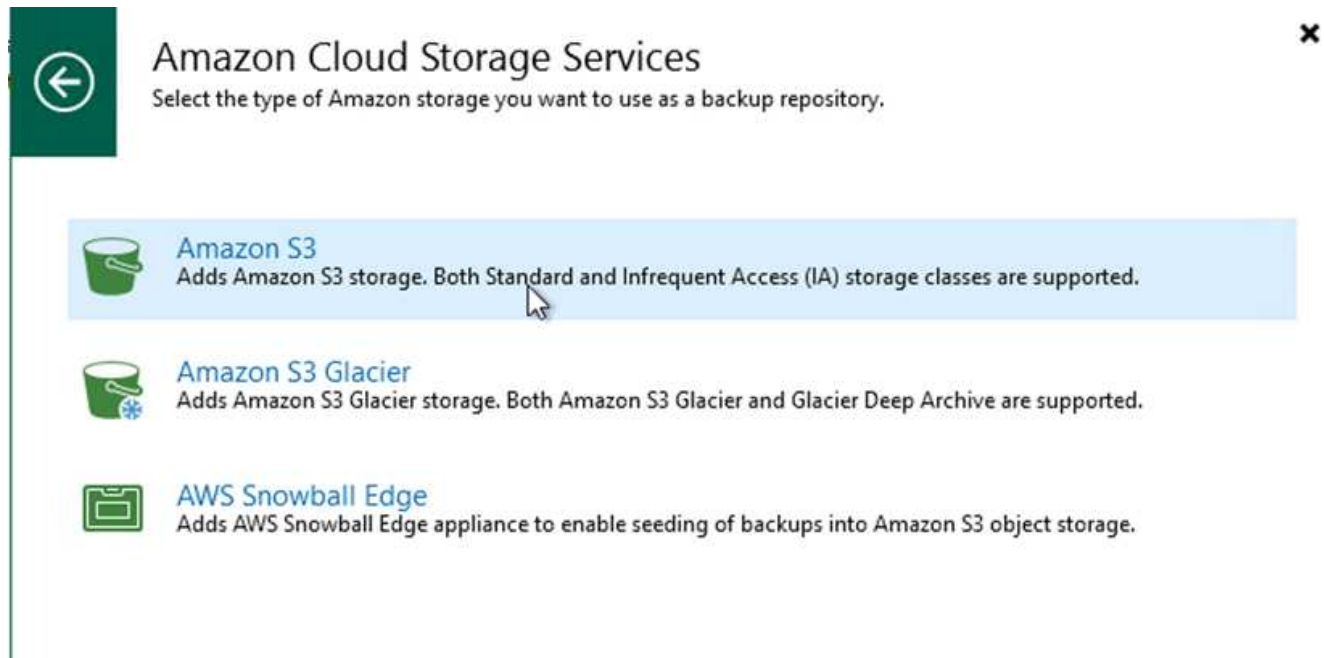 Amazon Cloud Storage Services
Select the type of Amazon storage you want to use as a backup repository.
Amazon S3
Adds Amazon S3 storage. Both Standard and Infrequent Access (IA) storage classes are supported.
Amazon S3 Glacier
Adds Amazon S3 Glacier storage. Both Amazon S3 Glacier and Glacier Deep Archive are supported.
AWS Snowball Edge
Adds AWS Snowball Edge appliance to enable seeding of backups into Amazon S3 object storage.